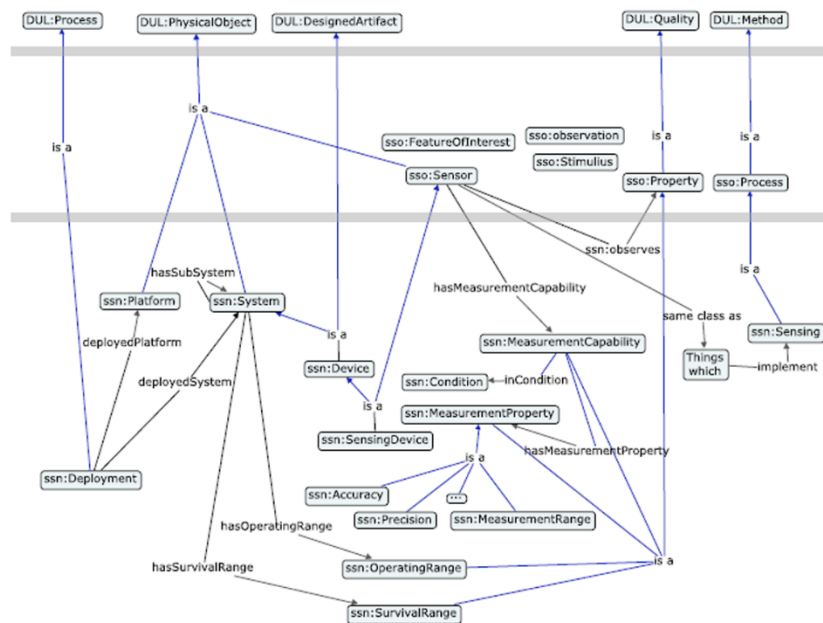 DUL:Process
DUL:PhysicalObject
DUL:DesignedArtifact
DUL:Quality
DUL:Method
is a
is a
is a
is a
sso:FeatureOfInterest
sso:observation
sso:Stimulius
sso:Sensor
sso:Property
sso:Process
ssn:observes
hasSubSystem
is a
ssn:Platform
ssn:System
hasMeasurementCapability
same class as
ssn:Sensing
deployedPlatform
is a
ssn:MeasurementCapability
Things
which
implement
deployedSystem
ssn:Device
ssn:Condition
inCondition
is a
ssn:MeasurementProperty
ssn:SensingDevice
hasMeasurementProperty
is a
ssn:Deployment
ssn:Accuracy
...
ssn:Precision
ssn:MeasurementRange
hasOperatingRange
is a
hasSurvivalRange
ssn:OperatingRange
ssn:SurvivalRange